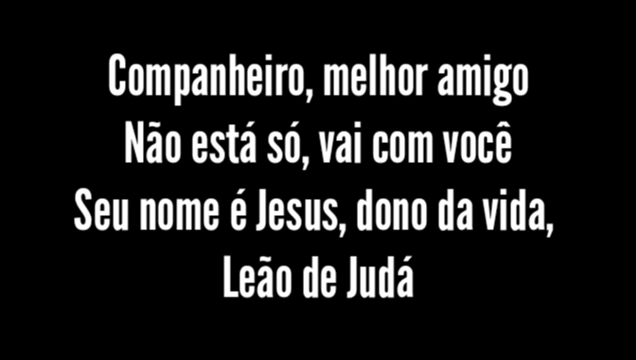 Companheiro, melhor amigo
Não está só, vai com você
Seu nome é Jesus, dono da vida,
Leão de Judá